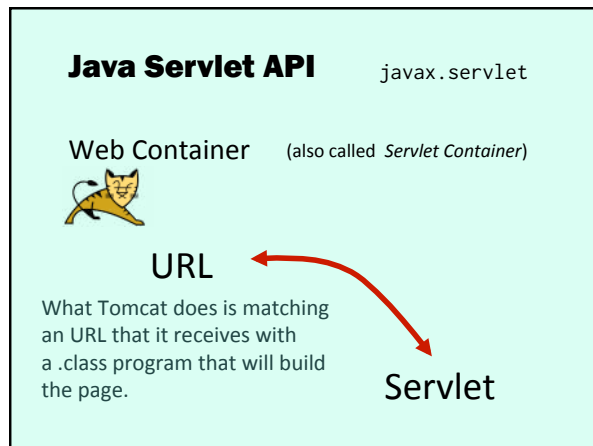 Java Servlet API javax.servlet
Web Container (also called Servlet Container)
URL
What Tomcat does is matching
an URL that it receives with
a .class program that will build
the page.
Servlet